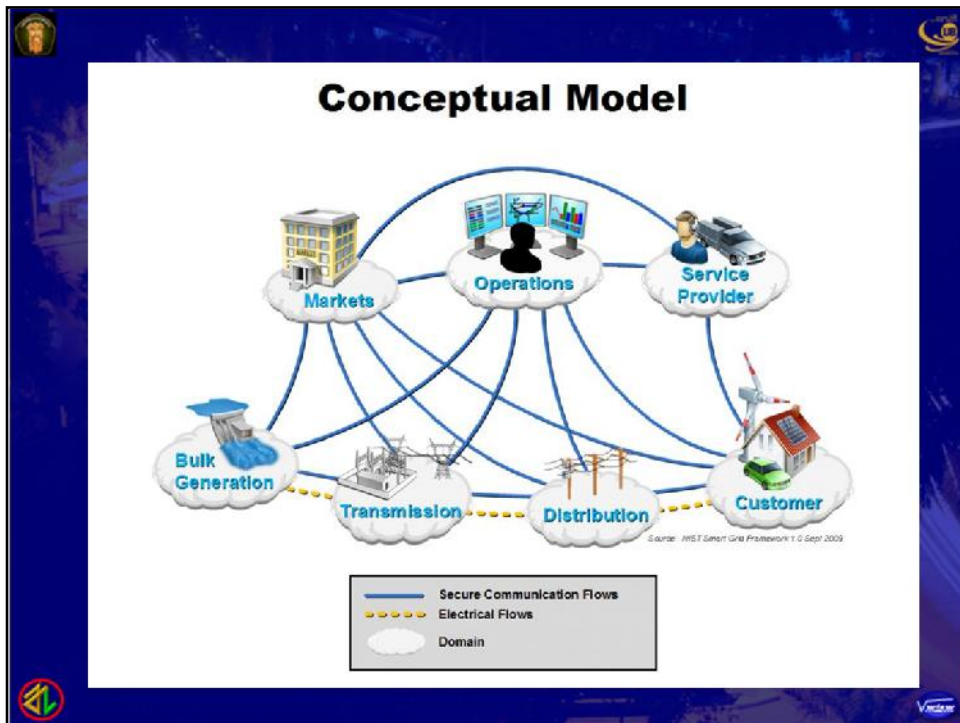 Conceptual Model
Markets
Operations
Service
Provider
Bulk
Generation
Transmission
Distribution
Customer
Source: NIST Smart Grid Framework 1.0 Sept 2009
Secure Communication Flows
Electrical Flows
Domain